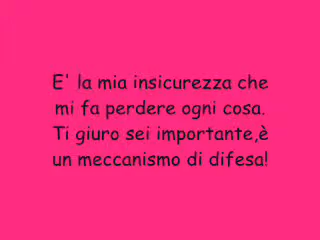 E' la mia insicurezza che
mi fa perdere ogni cosa.
Ti giuro sei importante,è
un meccanismo di difesa!